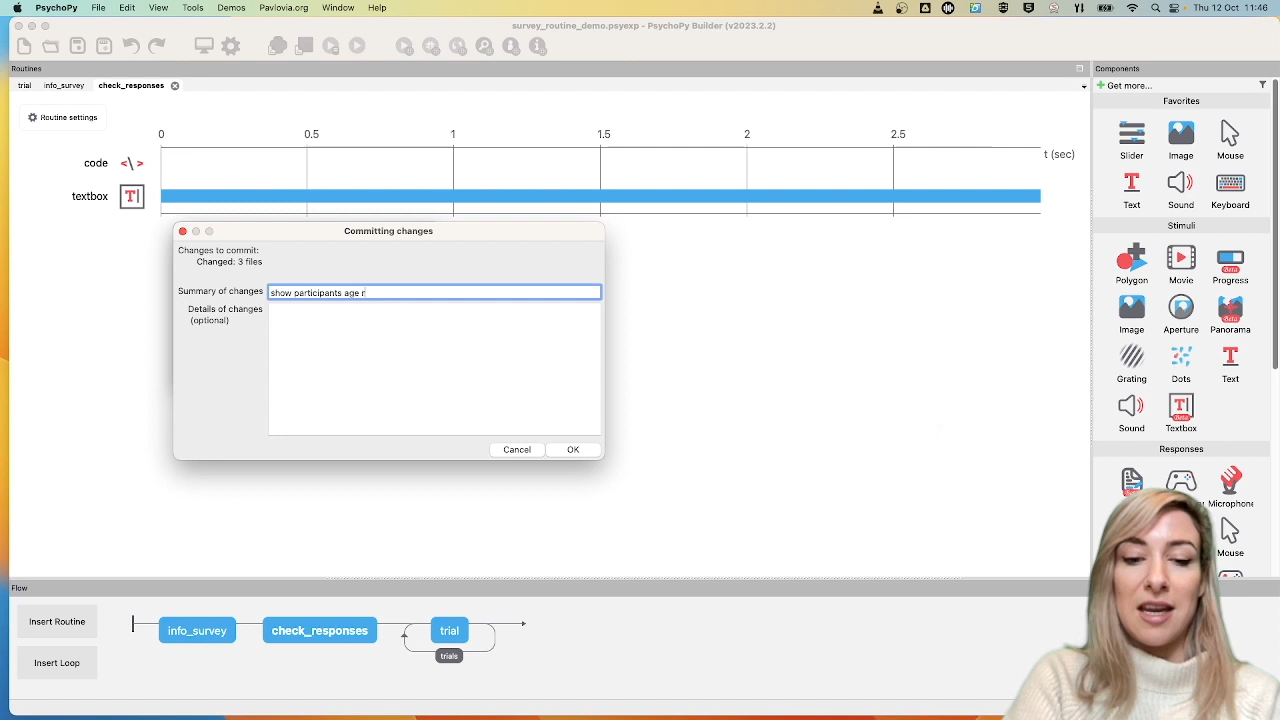 PsychoPy File Edit View Tools Demos Pavlovia.org Window Help Thu 12 Oct 11:46
survey_routine_demo.psyexp - PsychoPy Builder (v2023.2.2)
Routines
Components
trial info_survey check_responses
Get more...
Routine settings
Favorites
0 0.5 1 1.5 2 2.5
t (sec)
code
textbox
Slider Image Mouse
Text Sound Keyboard
Stimuli
Polygon Movie Progress
Image Aperture Panorama
Grating Dots Text
Sound Textbox
Responses
Microphone
Mouse
Committing changes
Changes to commit:
Changed: 3 files
Summary of changes show participants age r
Details of changes
(optional)
Cancel OK
Flow
Insert Routine
Insert Loop
info_survey check_responses trial
trials